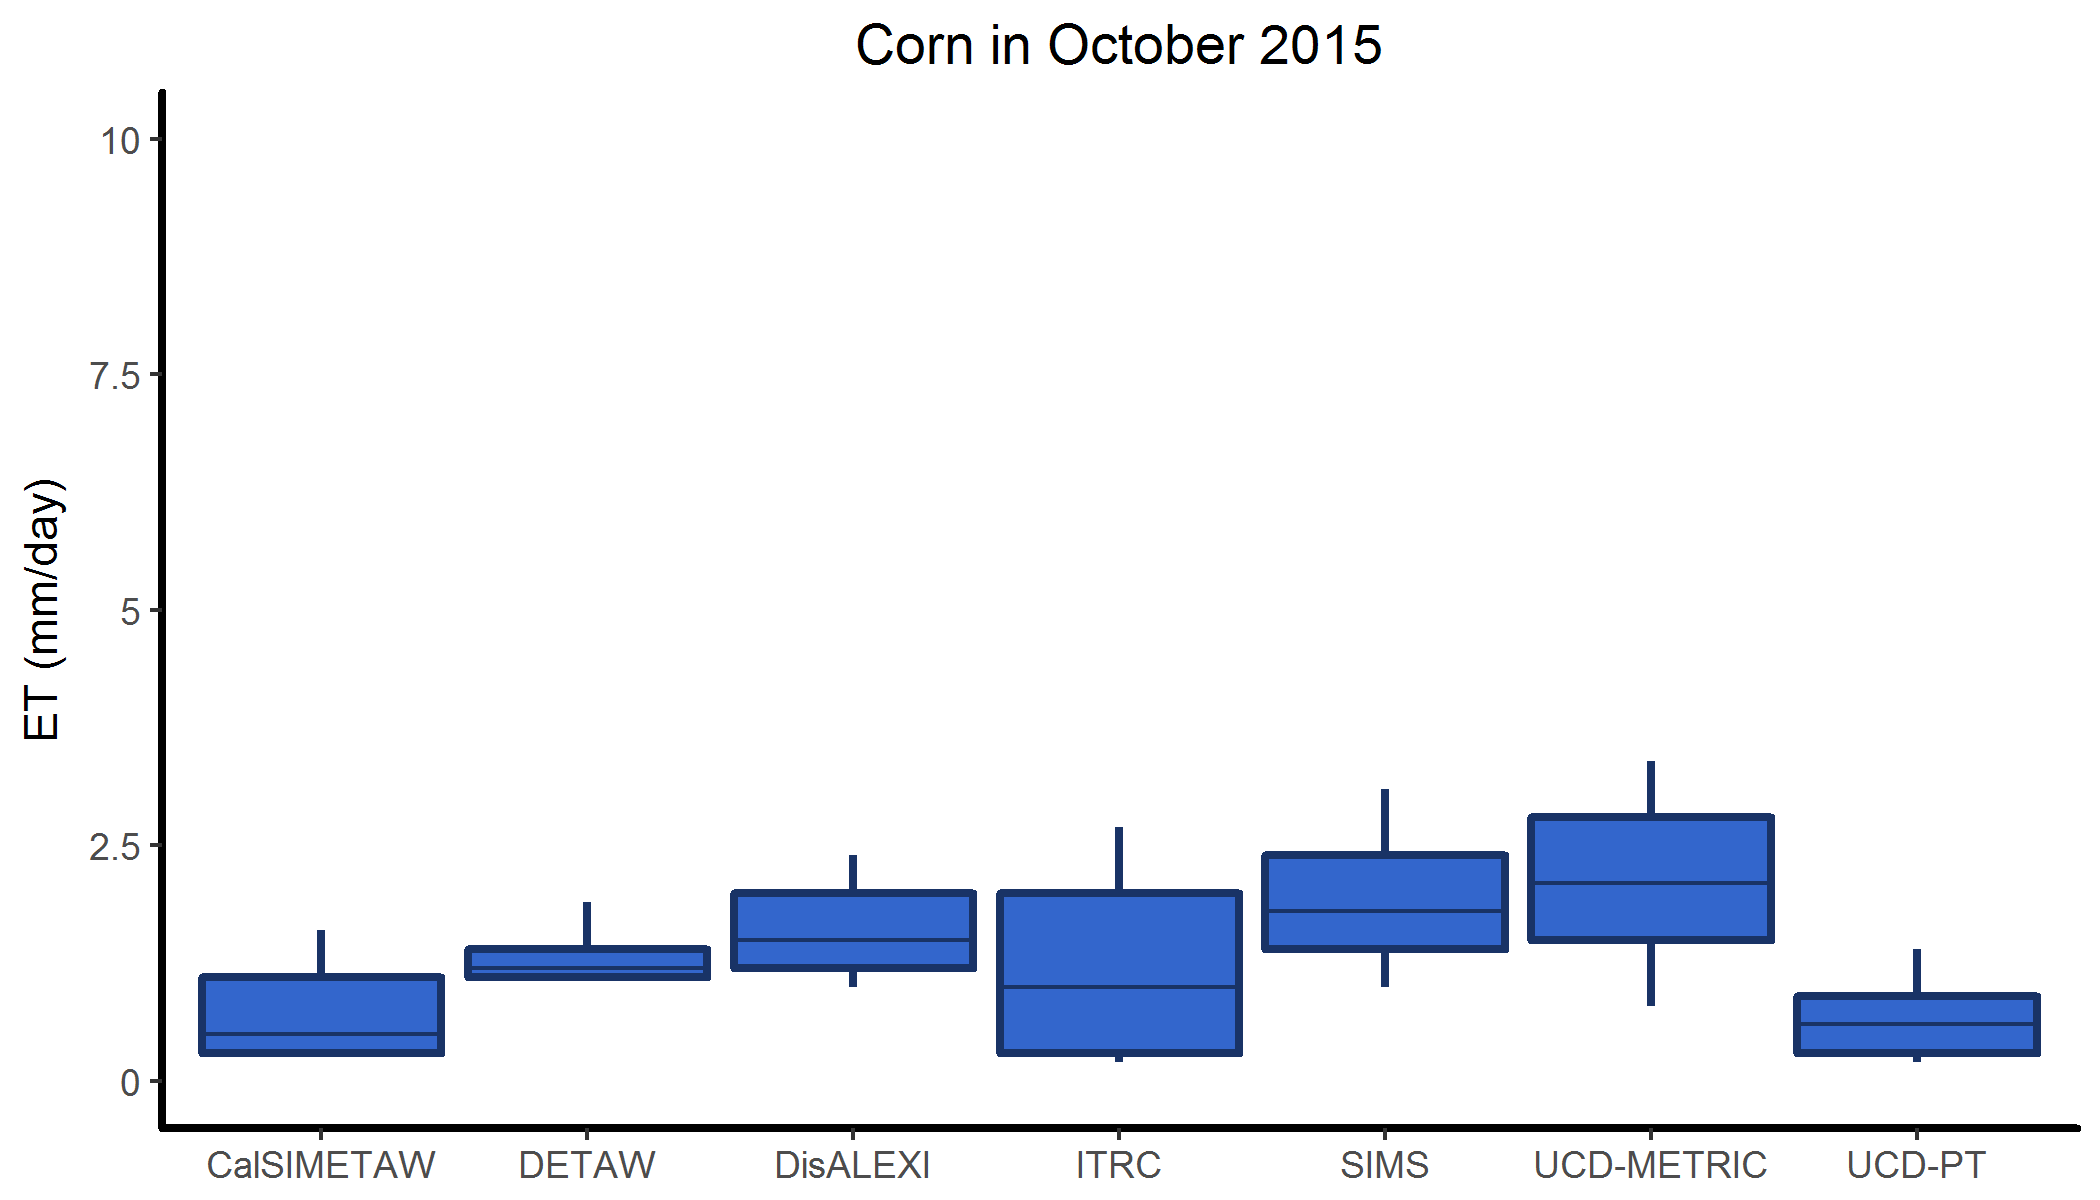 Corn in October 2015
ET (mm/day)
10
7.5
5
2.5
0
CalSIMETAW DETAW DisALEXI ITRC SIMS UCD-METRIC UCD-PT